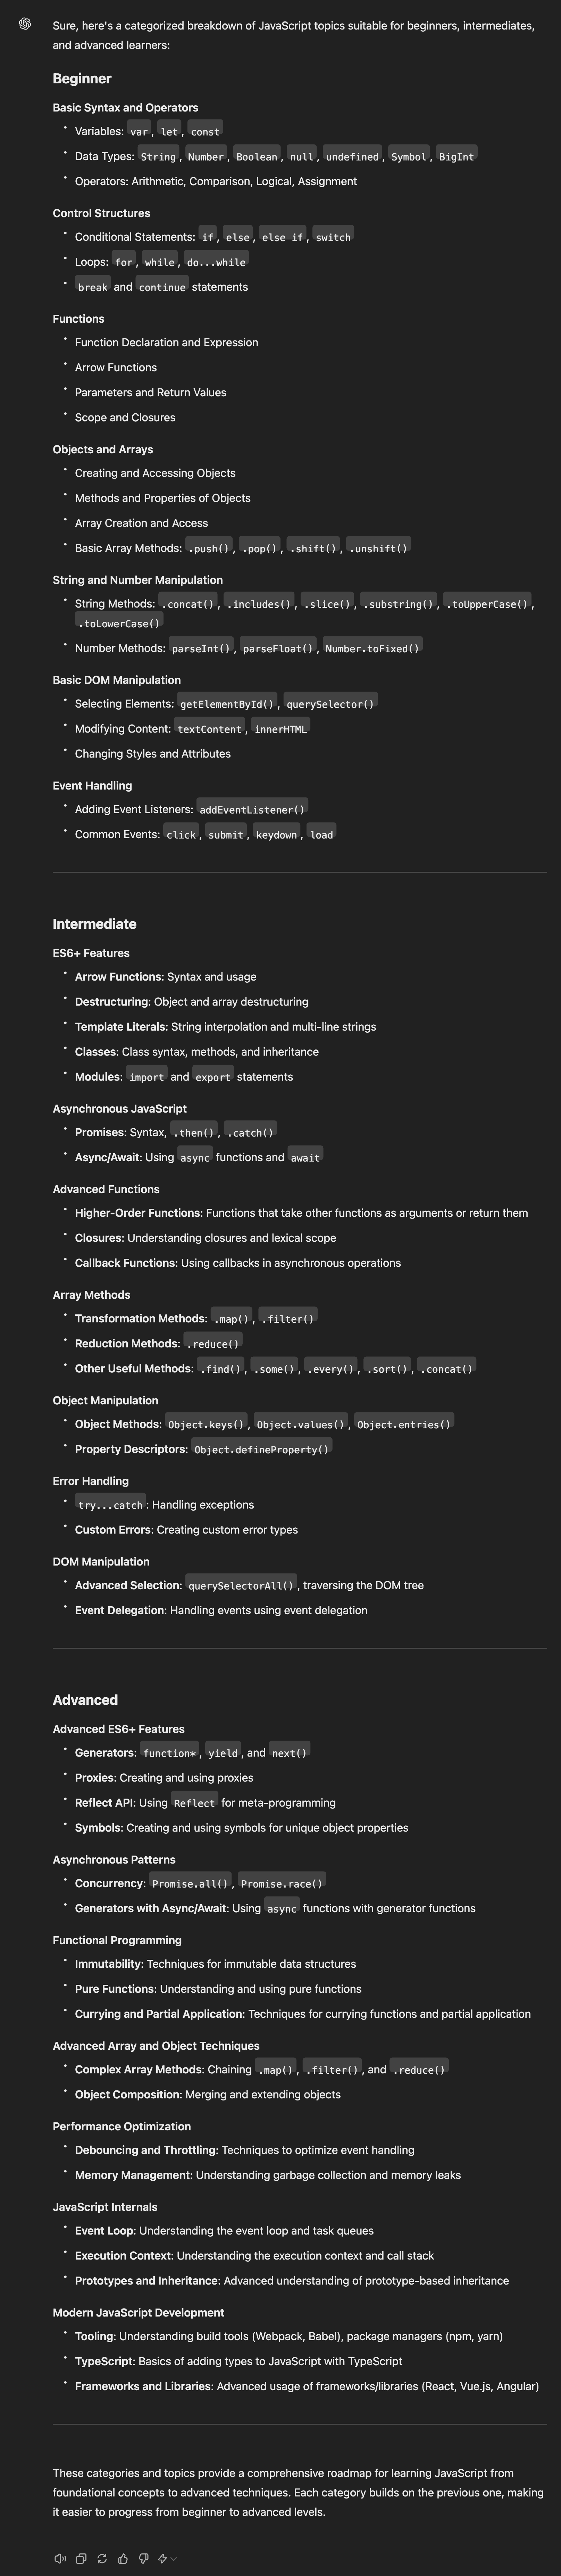 Sure, here's a categorized breakdown of JavaScript topics suitable for beginners, intermediates,
and advanced learners:
Beginner
Basic Syntax and Operators
• Variables: var, let, const
• Data Types: String, Number, Boolean, null, undefined, Symbol, BigInt
• Operators: Arithmetic, Comparison, Logical, Assignment
Control Structures
• Conditional Statements: if, else, else if, switch
• Loops: for, while, do...while
• break and continue statements
Functions
• Function Declaration and Expression
• Arrow Functions
• Parameters and Return Values
• Scope and Closures
Objects and Arrays
• Creating and Accessing Objects
• Methods and Properties of Objects
• Array Creation and Access
• Basic Array Methods: .push(), .pop(), .shift(), .unshift()
String and Number Manipulation
• String Methods: .concat(), .includes(), .slice(), .substring(), .toUpperCase(),
.toLowerCase()
• Number Methods: parseInt(), parseFloat(), Number.toFixed()
Basic DOM Manipulation
• Selecting Elements: getElementById(), querySelector()
• Modifying Content: textContent, innerHTML
• Changing Styles and Attributes
Event Handling
• Adding Event Listeners: addEventListener()
• Common Events: click, submit, keydown, load
Intermediate
ES6+ Features
• Arrow Functions: Syntax and usage
• Destructuring: Object and array destructuring
• Template Literals: String interpolation and multi-line strings
• Classes: Class syntax, methods, and inheritance
• Modules: import and export statements
Asynchronous JavaScript
• Promises: Syntax, .then(), .catch()
• Async/Await: Using async functions and await
Advanced Functions
• Higher-Order Functions: Functions that take other functions as arguments or return them
• Closures: Understanding closures and lexical scope
• Callback Functions: Using callbacks in asynchronous operations
Array Methods
• Transformation Methods: .map(), .filter()
• Reduction Methods: .reduce()
• Other Useful Methods: .find(), .some(), .every(), .sort(), .concat()
Object Manipulation
• Object Methods: Object.keys(), Object.values(), Object.entries()
• Property Descriptors: Object.defineProperty()
Error Handling
• try...catch: Handling exceptions
• Custom Errors: Creating custom error types
DOM Manipulation
• Advanced Selection: querySelectorAll(), traversing the DOM tree
• Event Delegation: Handling events using event delegation
Advanced
Advanced ES6+ Features
• Generators: function*, yield, and next()
• Proxies: Creating and using proxies
• Reflect API: Using Reflect for meta-programming
• Symbols: Creating and using symbols for unique object properties
Asynchronous Patterns
• Concurrency: Promise.all(), Promise.race()
• Generators with Async/Await: Using async functions with generator functions
Functional Programming
• Immutability: Techniques for immutable data structures
• Pure Functions: Understanding and using pure functions
• Currying and Partial Application: Techniques for currying functions and partial application
Advanced Array and Object Techniques
• Complex Array Methods: Chaining .map(), .filter(), and .reduce()
• Object Composition: Merging and extending objects
Performance Optimization
• Debouncing and Throttling: Techniques to optimize event handling
• Memory Management: Understanding garbage collection and memory leaks
JavaScript Internals
• Event Loop: Understanding the event loop and task queues
• Execution Context: Understanding the execution context and call stack
• Prototypes and Inheritance: Advanced understanding of prototype-based inheritance
Modern JavaScript Development
• Tooling: Understanding build tools (Webpack, Babel), package managers (npm, yarn)
• TypeScript: Basics of adding types to JavaScript with TypeScript
• Frameworks and Libraries: Advanced usage of frameworks/libraries (React, Vue.js, Angular)
These categories and topics provide a comprehensive roadmap for learning JavaScript from
foundational concepts to advanced techniques. Each category builds on the previous one, making
it easier to progress from beginner to advanced levels.